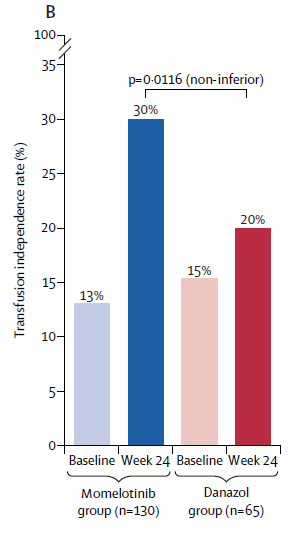 B
100
35
30
25
20
15
10
5
0
Transfusion independence rate (%)
p=0·0116 (non-inferior)
13%
30%
15%
20%
Baseline Week 24 Baseline Week 24
Momelotinib
group (n=130)
Danazol
group (n=65)